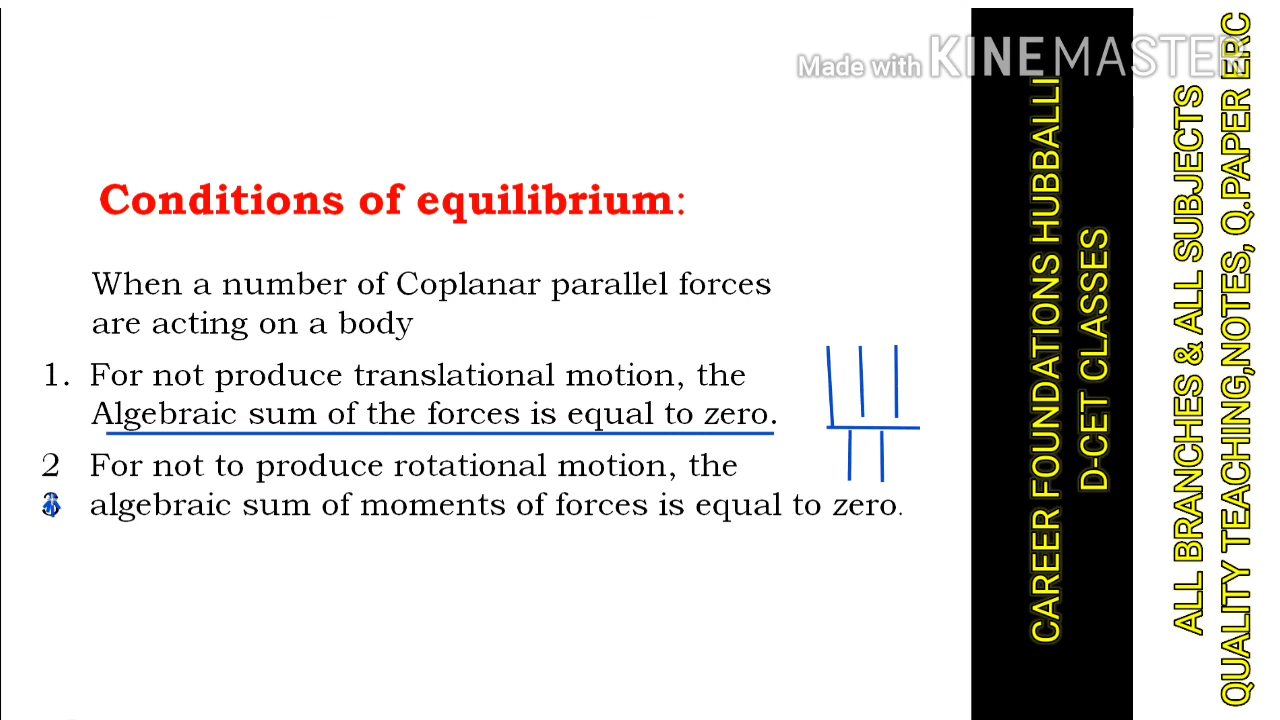 Made with KINEMASTER
Conditions of equilibrium:
When a number of Coplanar parallel forces
are acting on a body
1. For not produce translational motion, the
Algebraic sum of the forces is equal to zero.
2 For not to produce rotational motion, the
algebraic sum of moments of forces is equal to zero.
CAREER FOUNDATIONS HUBBALLI
D-CET CLASSES
ALL BRANCHES & ALL SUBJECTS
QUALITY TEACHING,NOTES, Q.PAPER ERC